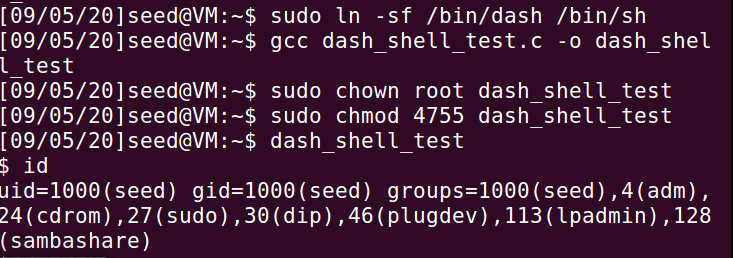 [09/05/20]seed@VM:~$ sudo ln -sf /bin/dash /bin/sh
[09/05/20]seed@VM:~$ gcc dash_shell_test.c -o dash_shel
l_test
[09/05/20]seed@VM:~$ sudo chown root dash_shell_test
[09/05/20]seed@VM:~$ sudo chmod 4755 dash_shell_test
[09/05/20]seed@VM:~$ dash_shell_test
$ id
uid=1000(seed) gid=1000(seed) groups=1000(seed),4(adm),
24(cdrom),27(sudo),30(dip),46(plugdev),113(lpadmin),128
(sambashare)